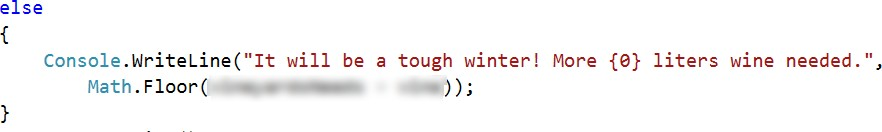 else
{
Console.WriteLine("It will be a tough winter! More {0} liters wine needed.",
Math.Floor( ));
}